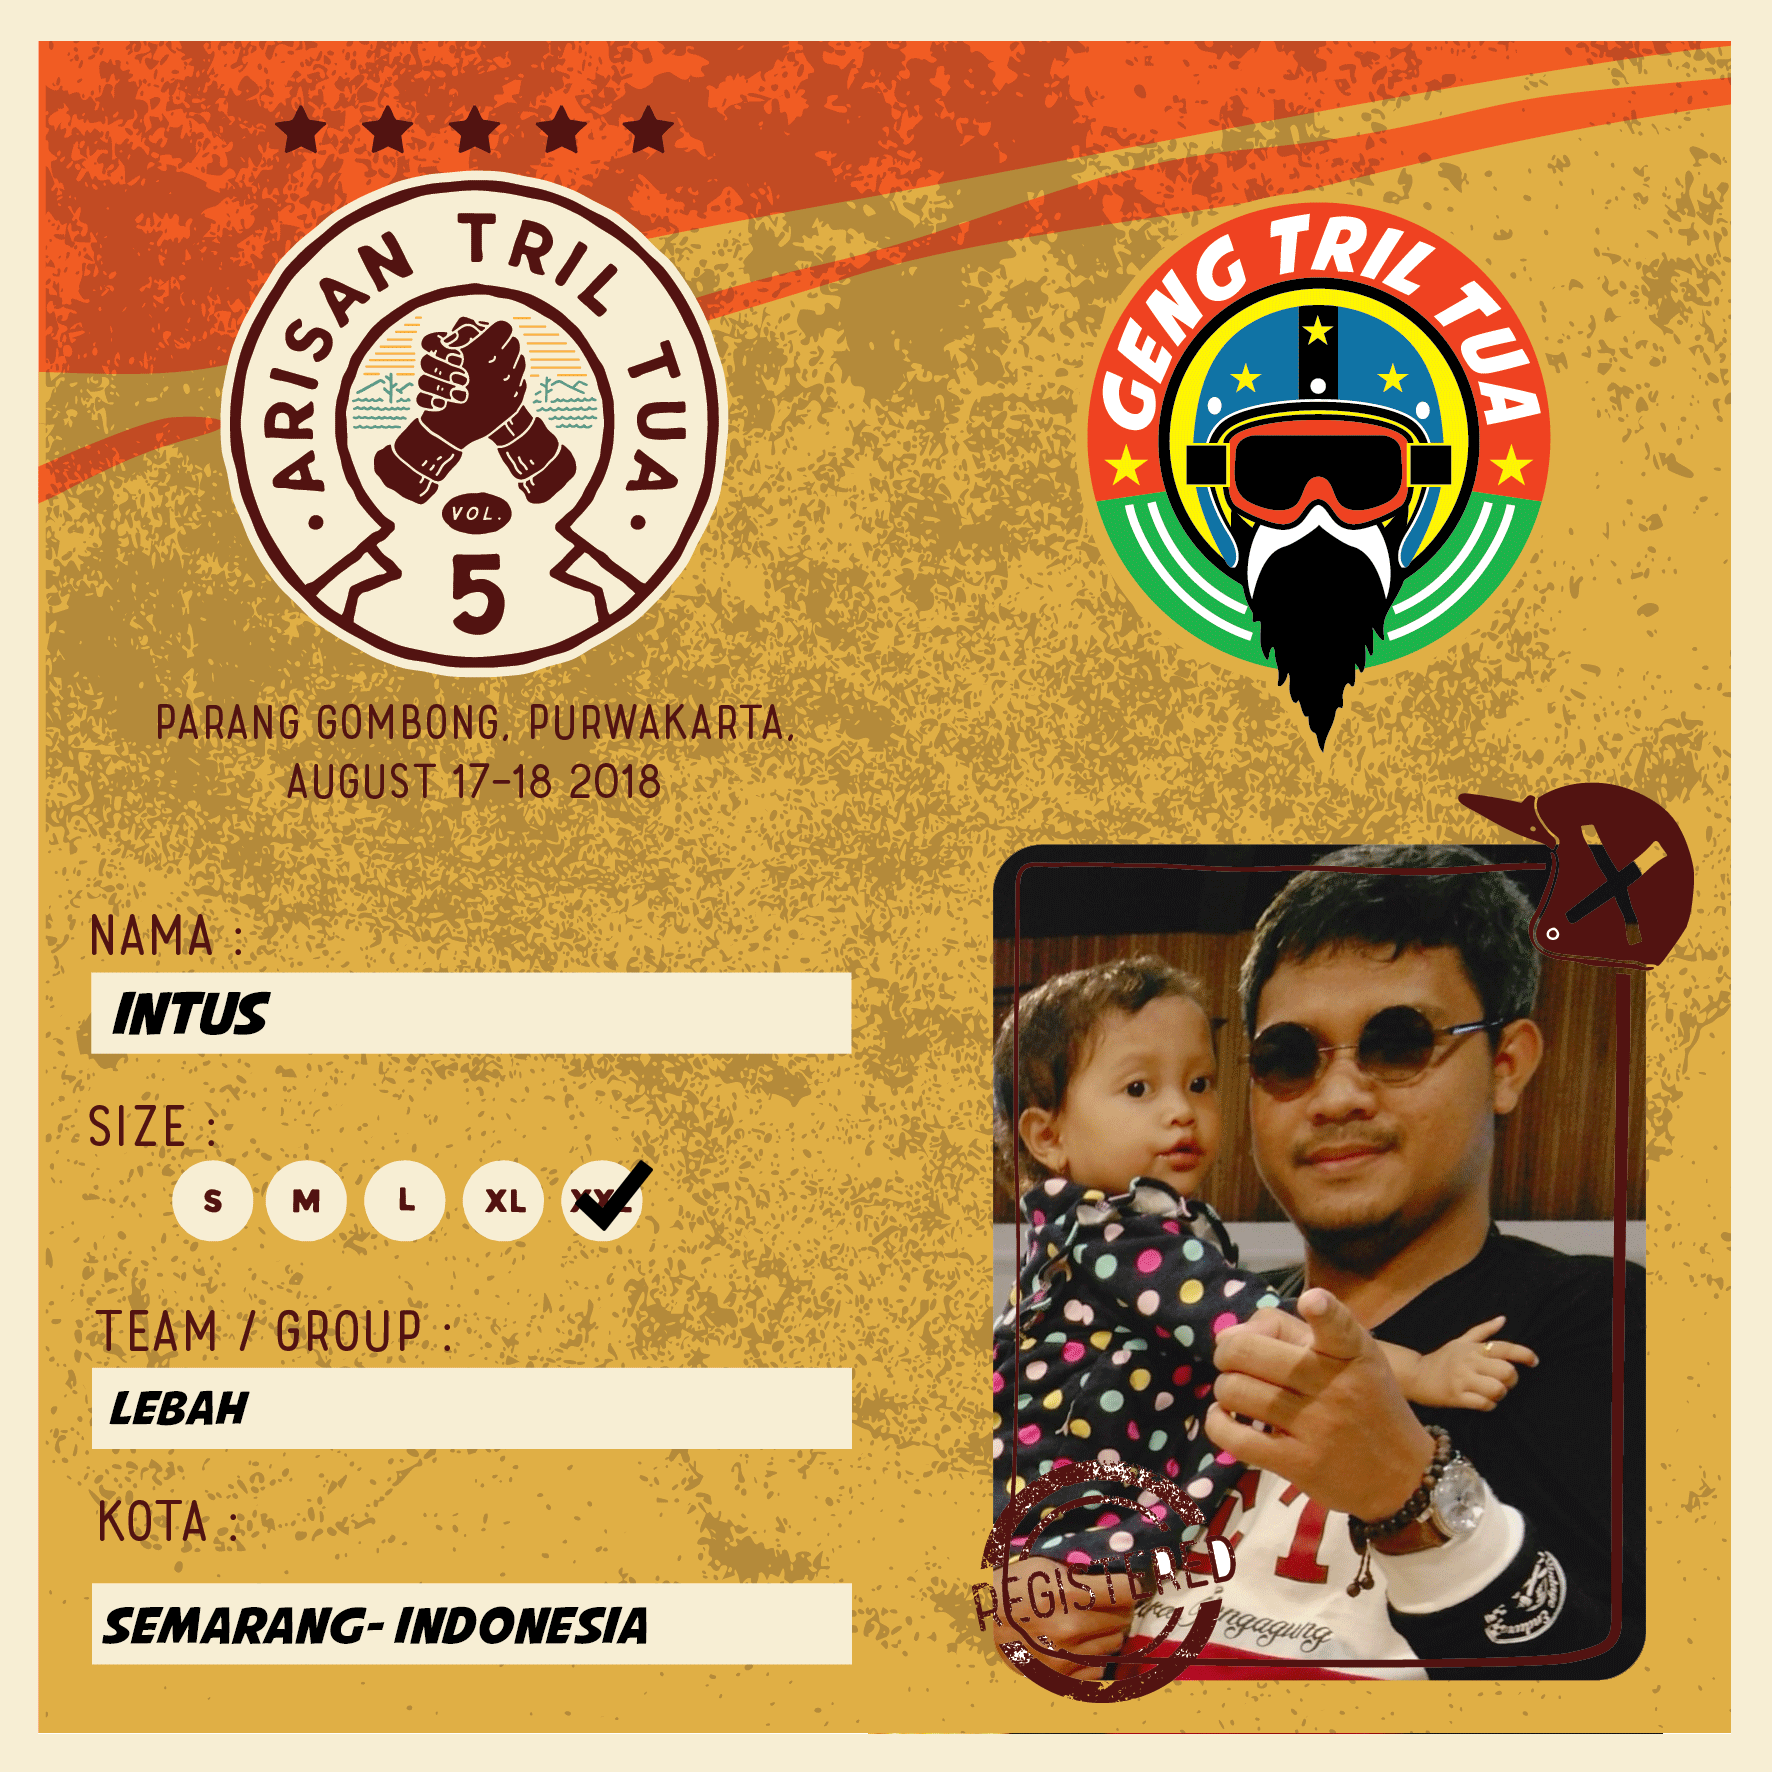 ARISAN TRIL TUA
VOL.
5
GENG TRIL TUA
PARANG GOMBONG, PURWAKARTA,
AUGUST 17-18 2018
NAMA :
INTUS
SIZE :
S M L XL XXL
TEAM / GROUP :
LEBAH
KOTA :
SEMARANG- INDONESIA
REGISTERED